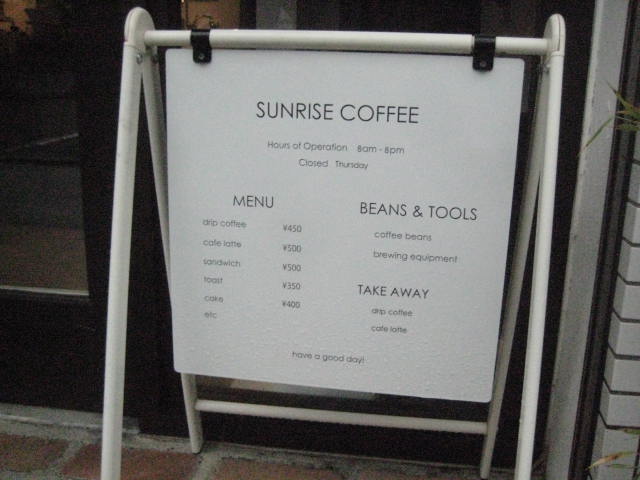 SUNRISE COFFEE
Hours of Operation 8am - 8pm
Closed Thursday
MENU
drip coffee ¥450
cafe latte ¥500
sandwich ¥500
toast ¥350
cake ¥400
etc
BEANS & TOOLS
coffee beans
brewing equipment
TAKE AWAY
drip coffee
cafe latte
have a good day!